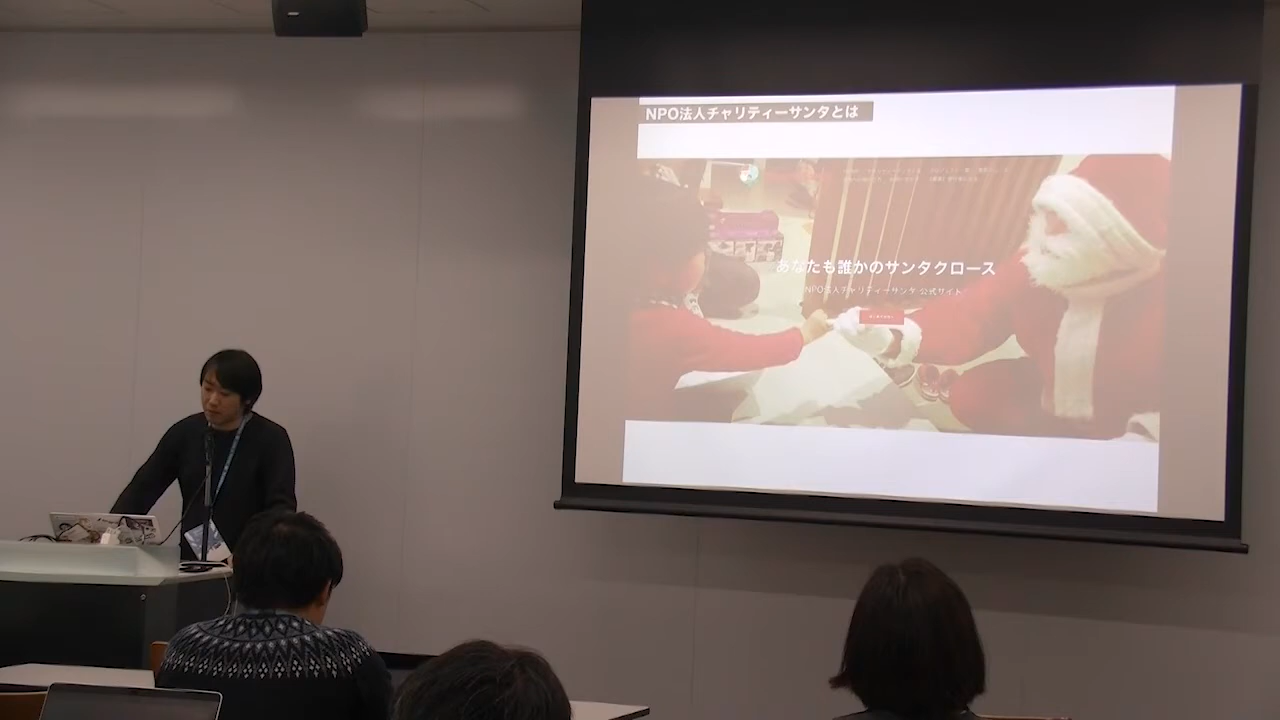 NPO法人チャリティーサンタとは
あなたも誰かのサンタクロース
NPO法人チャリティーサンタ 公式サイト